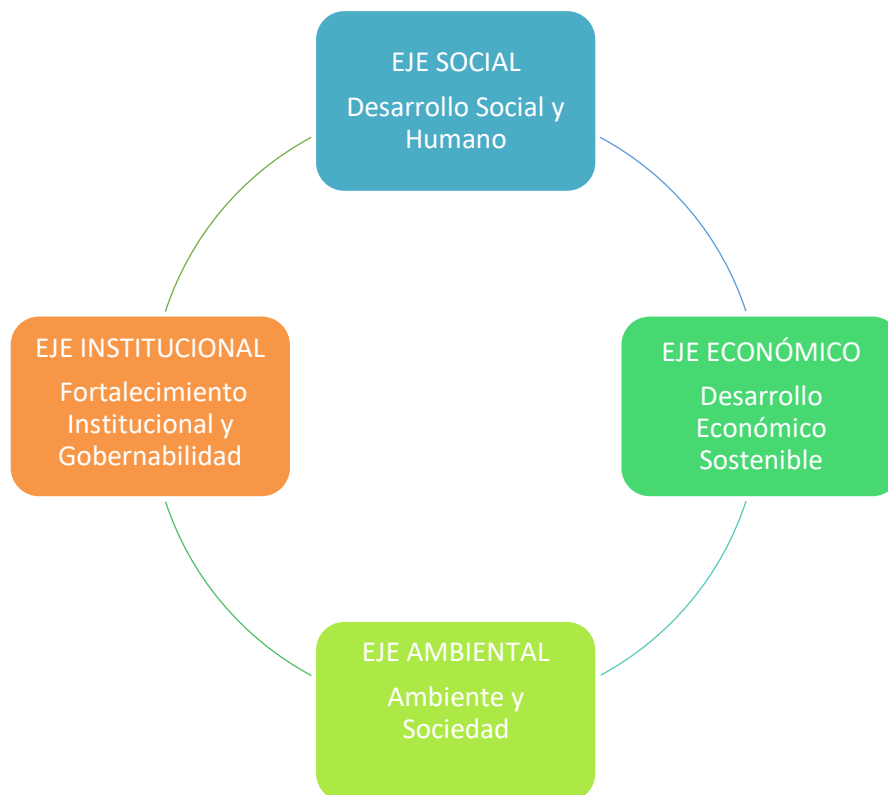 EJE SOCIAL
Desarrollo Social y
Humano
EJE INSTITUCIONAL
Fortalecimiento
Institucional y
Gobernabilidad
EJE ECONÓMICO
Desarrollo
Económico
Sostenible
EJE AMBIENTAL
Ambiente y
Sociedad